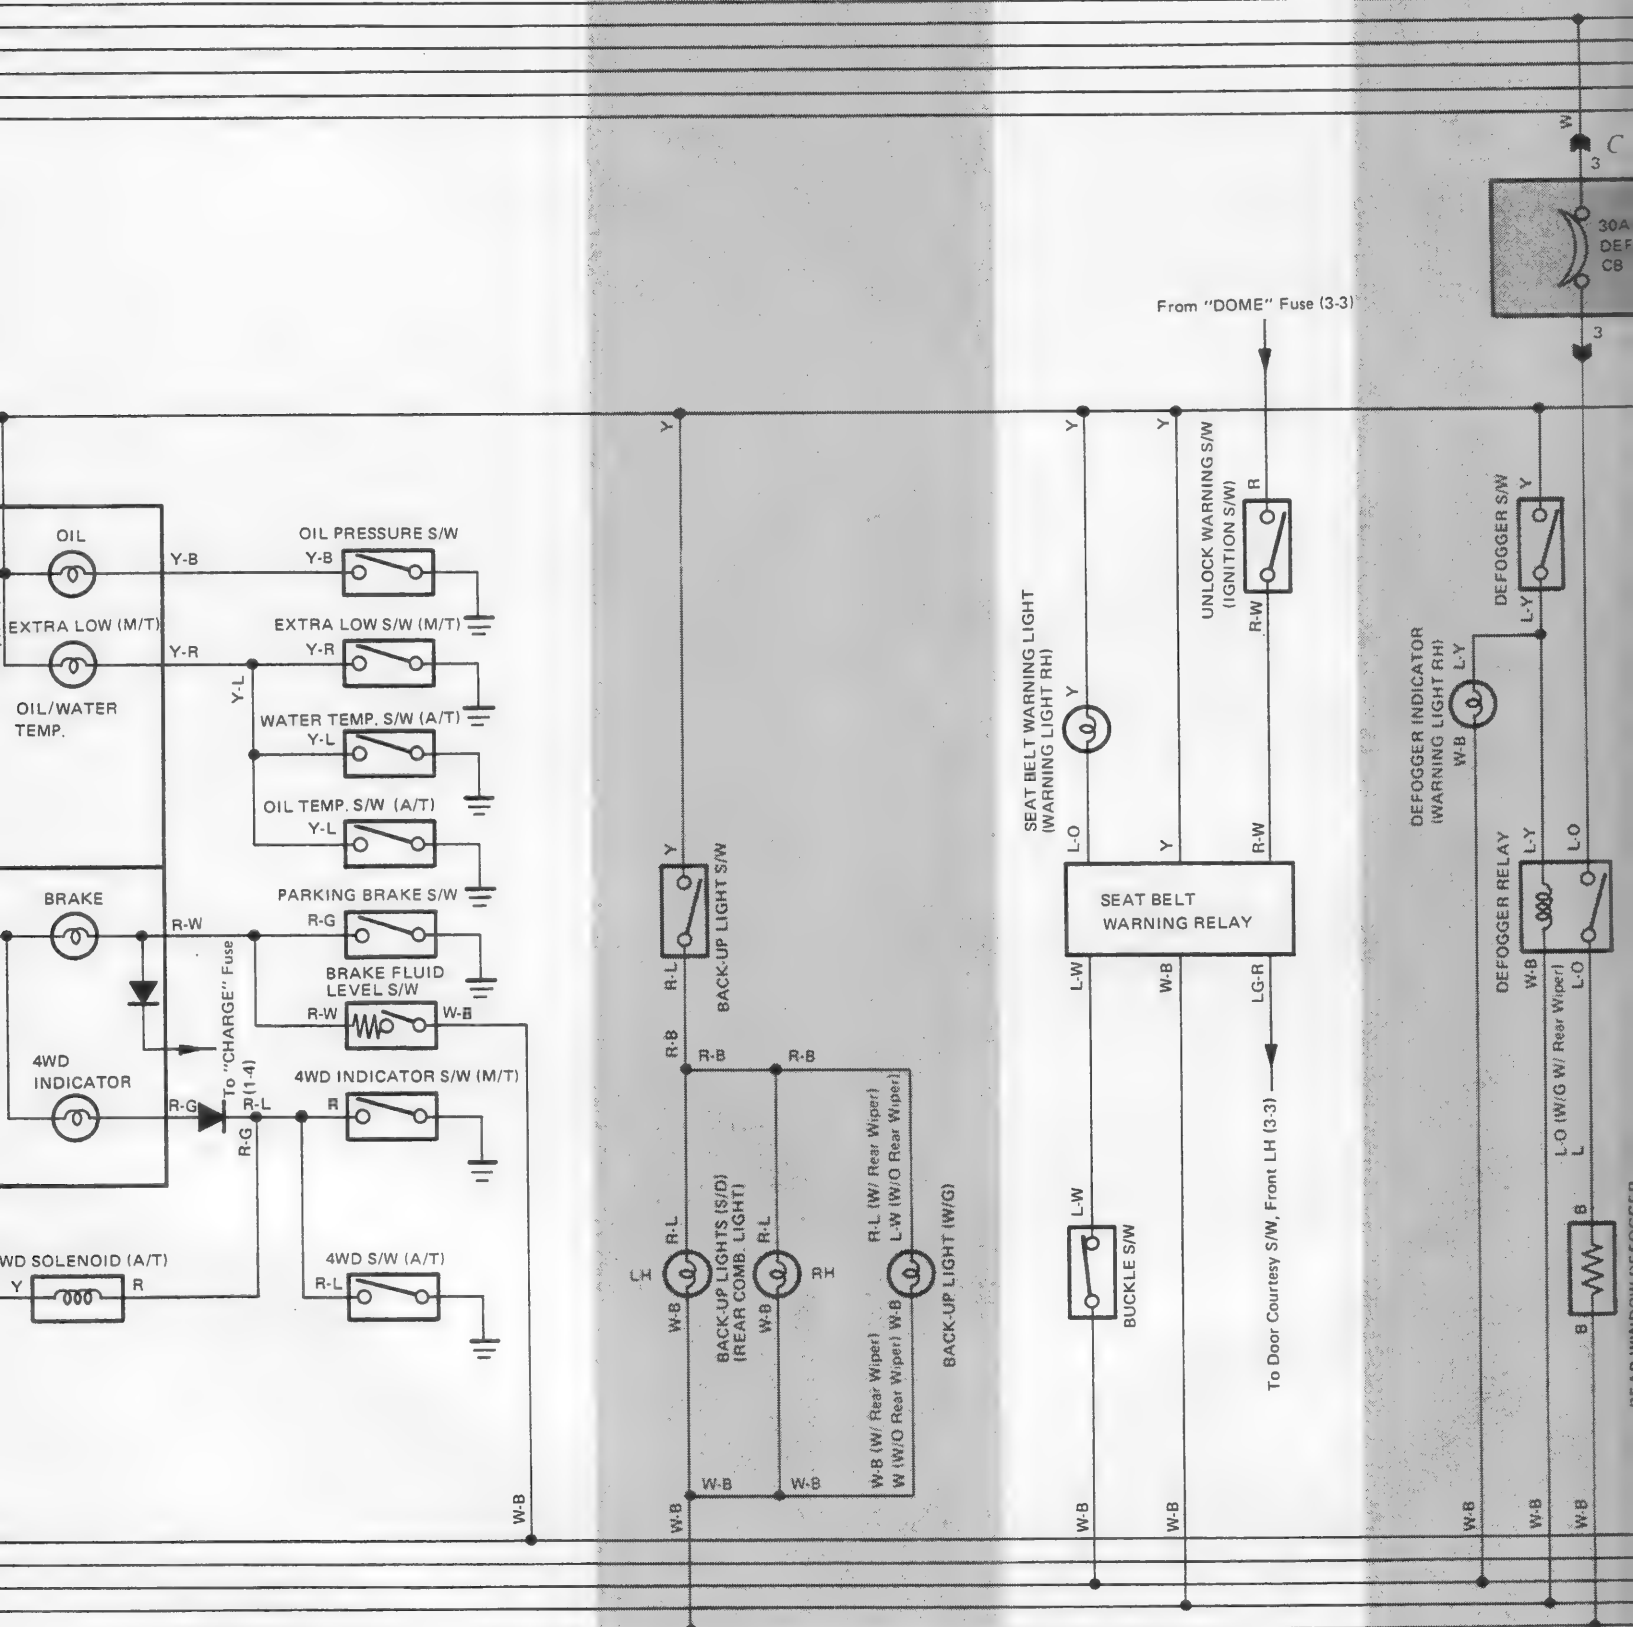 W
C
3
30A
DEF
CB
3
From "DOME" Fuse (3-3)
OIL
Y-B
OIL PRESSURE S/W
Y-B
EXTRA LOW (M/T)
Y-R
EXTRA LOW S/W (M/T)
Y-R
OIL/WATER
TEMP.
Y-L
WATER TEMP. S/W (A/T)
Y-L
OIL TEMP. S/W (A/T)
Y-L
BRAKE
R-W
PARKING BRAKE S/W
R-G
BRAKE FLUID
LEVEL S/W
R-W
W-B
To "CHARGE" Fuse
(1-4)
4WD
INDICATOR
R-G
R-L
R-G
4WD INDICATOR S/W (M/T)
R
WD SOLENOID (A/T)
Y
R
4WD S/W (A/T)
R-L
W-B
Y
Y
BACK-UP LIGHT S/W
R-L
R-B
R-B
R-B
R-L (W/ Rear Wiper)
L-W (W/O Rear Wiper)
R-L
R-L
LH
RH
BACK-UP LIGHTS (S/D)
(REAR COMB. LIGHT)
BACK-UP LIGHT (W/G)
W-B
W-B
W-B
W-B (W/ Rear Wiper)
W (W/O Rear Wiper)
W-B
W-B
W-B
Y
Y
UNLOCK WARNING S/W
(IGNITION S/W)
R
R-W
SEAT BELT WARNING LIGHT
(WARNING LIGHT RH)
Y
L-O
Y
R-W
SEAT BELT
WARNING RELAY
L-W
W-B
LG-R
L-W
BUCKLE S/W
To Door Courtesy S/W, Front LH (3-3)
W-B
W-B
Y
DEFOGGER S/W
L-Y
DEFOGGER INDICATOR
(WARNING LIGHT RH)
L-Y
W-B
L-Y
L-O
DEFOGGER RELAY
W-B
L-O
L-O (W/G W/ Rear Wiper)
L
B
B
W-B
W-B
W-B